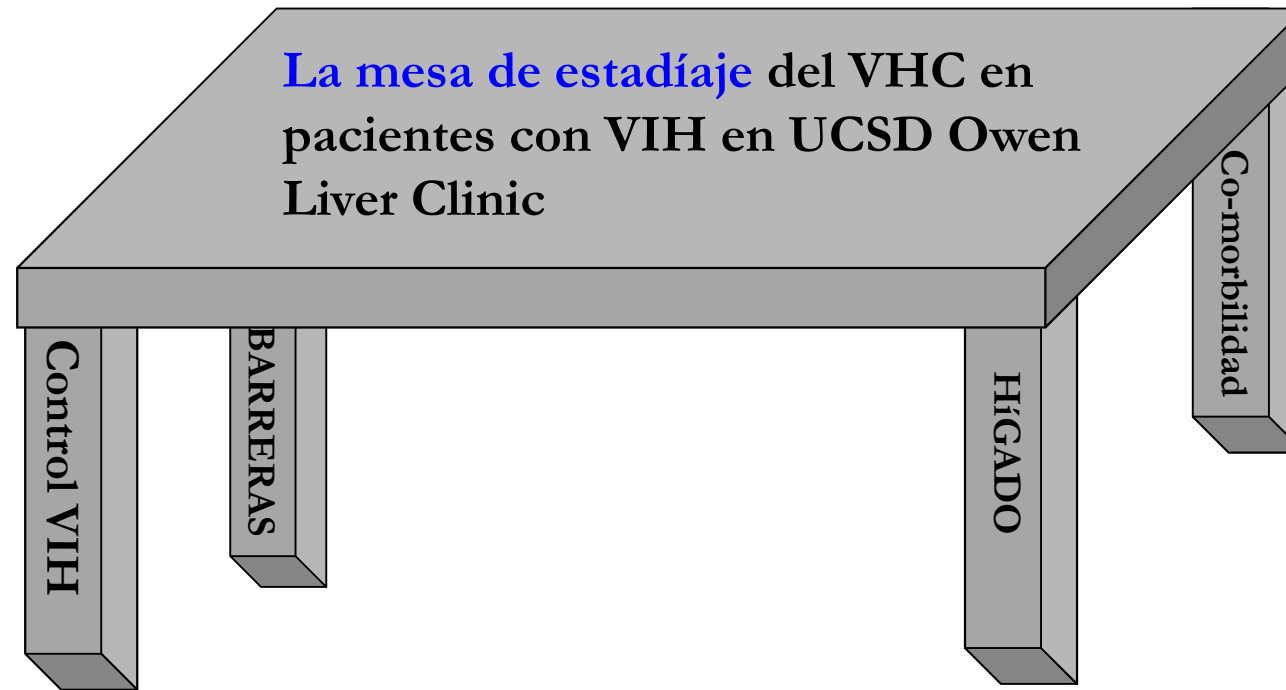 La mesa de estadíaje del VHC en
pacientes con VIH en UCSD Owen
Liver Clinic
Control VIH
BARRERAS
HíGADO
Co-morbilidad